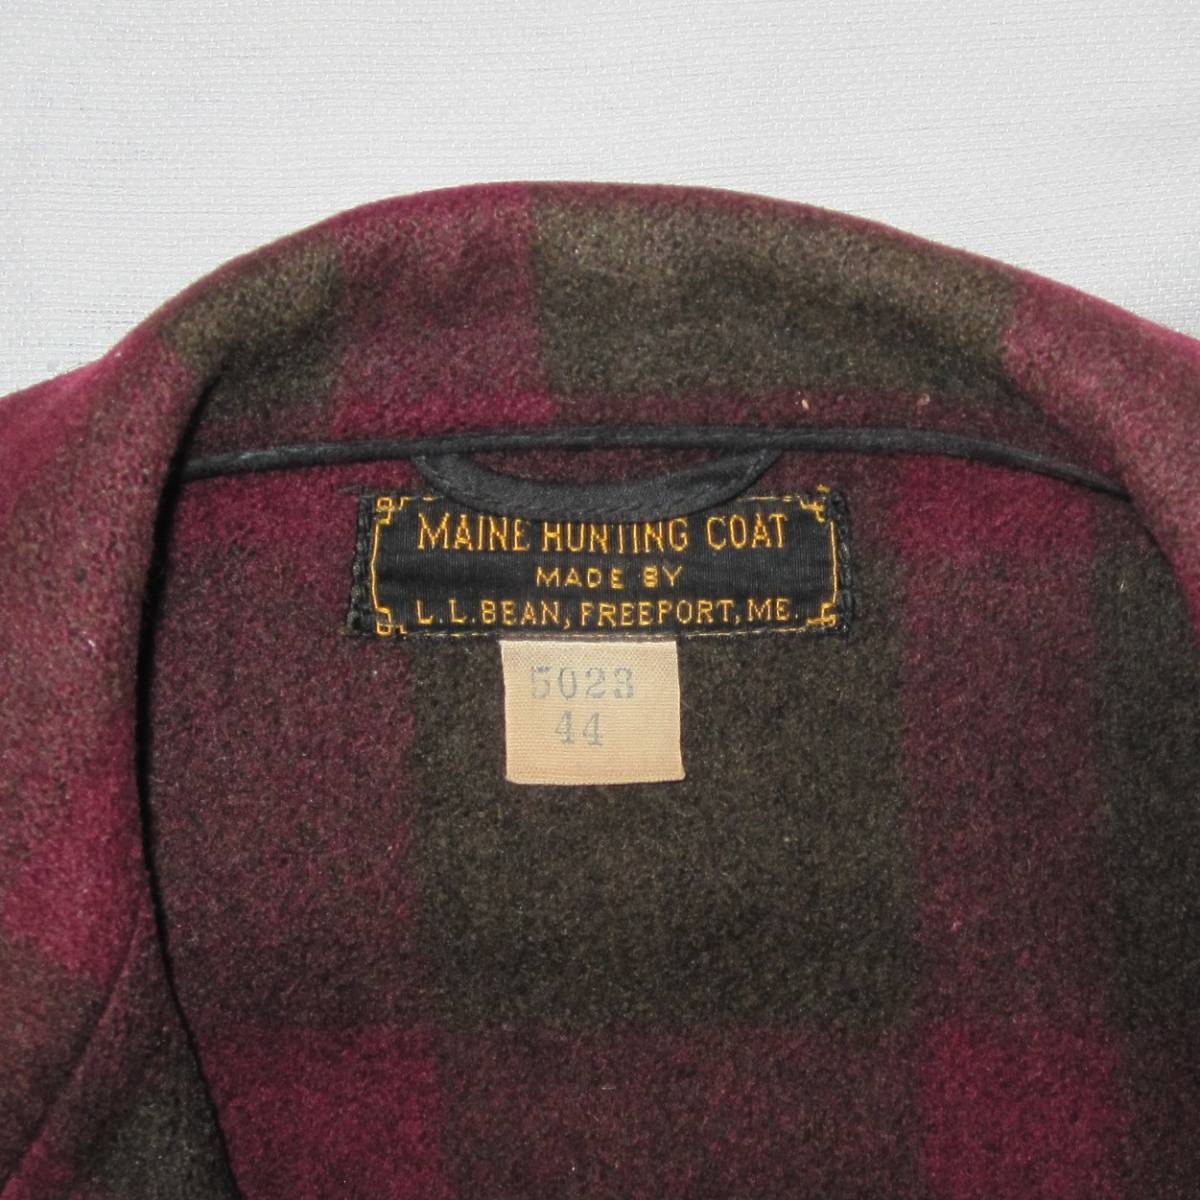 MAINE HUNTING COAT
MADE BY
L.L.BEAN, FREEPORT, ME.
5023
44